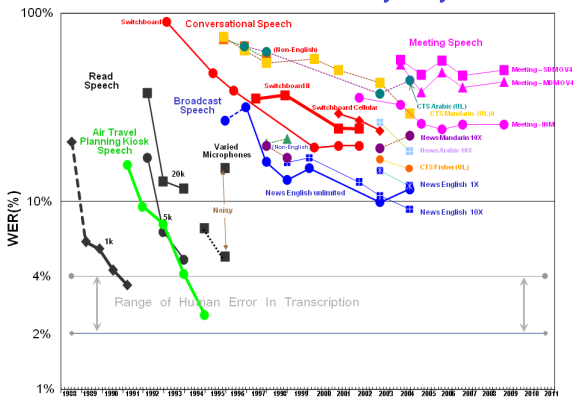 100%
Switchboard
Conversational Speech
(Non-English)
Meeting Speech
Meeting – SDM OV4
Meeting – MDM OV4
Read
Speech
Switchboard II
CTS Arabic (UL)
Broadcast
Speech
Switchboard Cellular
CTS Mandarin (UL)
Meeting - IHM
Air Travel
Planning Kiosk
Speech
Varied
Microphones
(Non-English
News Mandarin 10X
News Arabic 10X
20k
CTS Fisher (UL)
News English 1X
News English unlimited
News English 10X
10%
WER(%)
5k
Noisy
1k
4%
Range of Human Error In Transcription
2%
1%
1988 1989 1990 1991 1992 1993 1994 1995 1996 1997 1998 1999 2000 2001 2002 2003 2004 2005 2006 2007 2008 2009 2010 2011